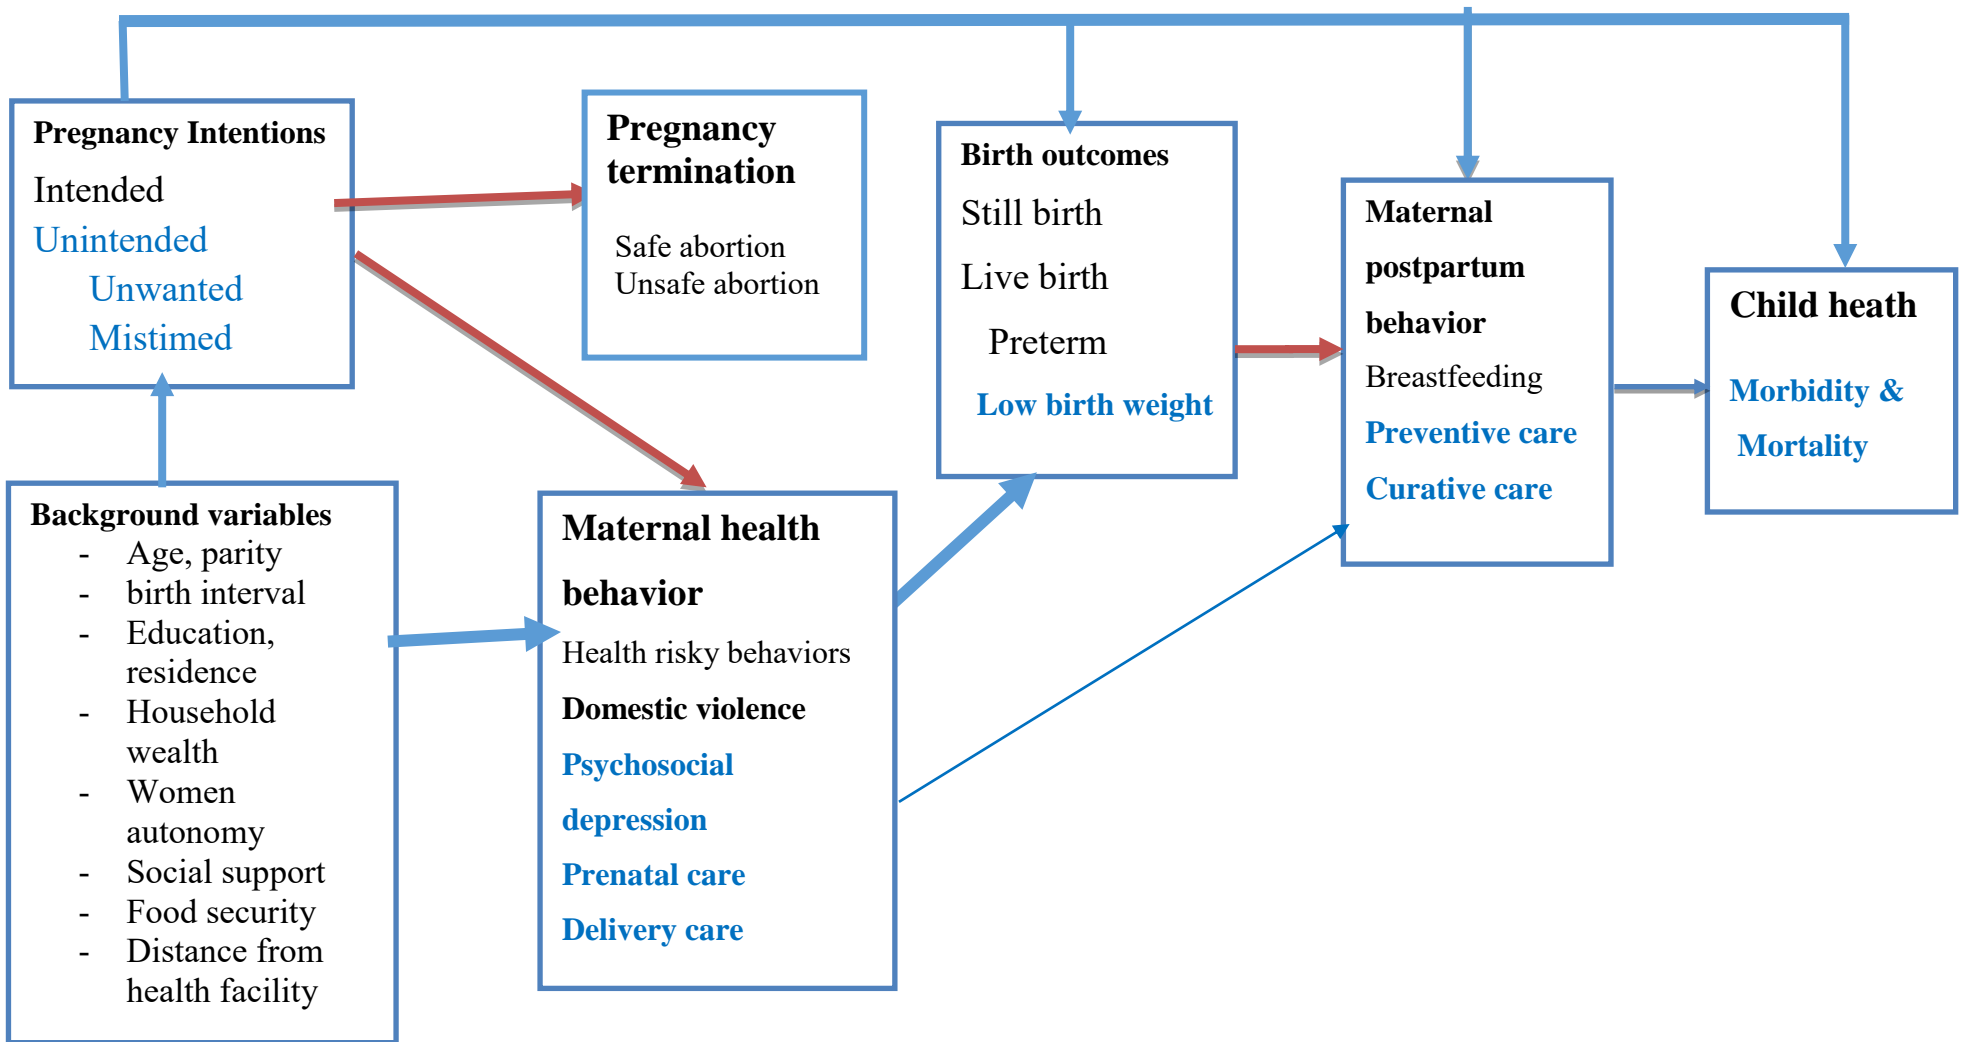 Pregnancy Intentions
Intended
Unintended
Unwanted
Mistimed
Pregnancy
termination
Safe abortion
Unsafe abortion
Birth outcomes
Still birth
Live birth
Preterm
Low birth weight
Maternal
postpartum
behavior
Breastfeeding
Preventive care
Curative care
Child heath
Morbidity &
Mortality
Background variables
- Age, parity
- birth interval
- Education,
residence
- Household
wealth
- Women
autonomy
- Social support
- Food security
- Distance from
health facility
Maternal health
behavior
Health risky behaviors
Domestic violence
Psychosocial
depression
Prenatal care
Delivery care